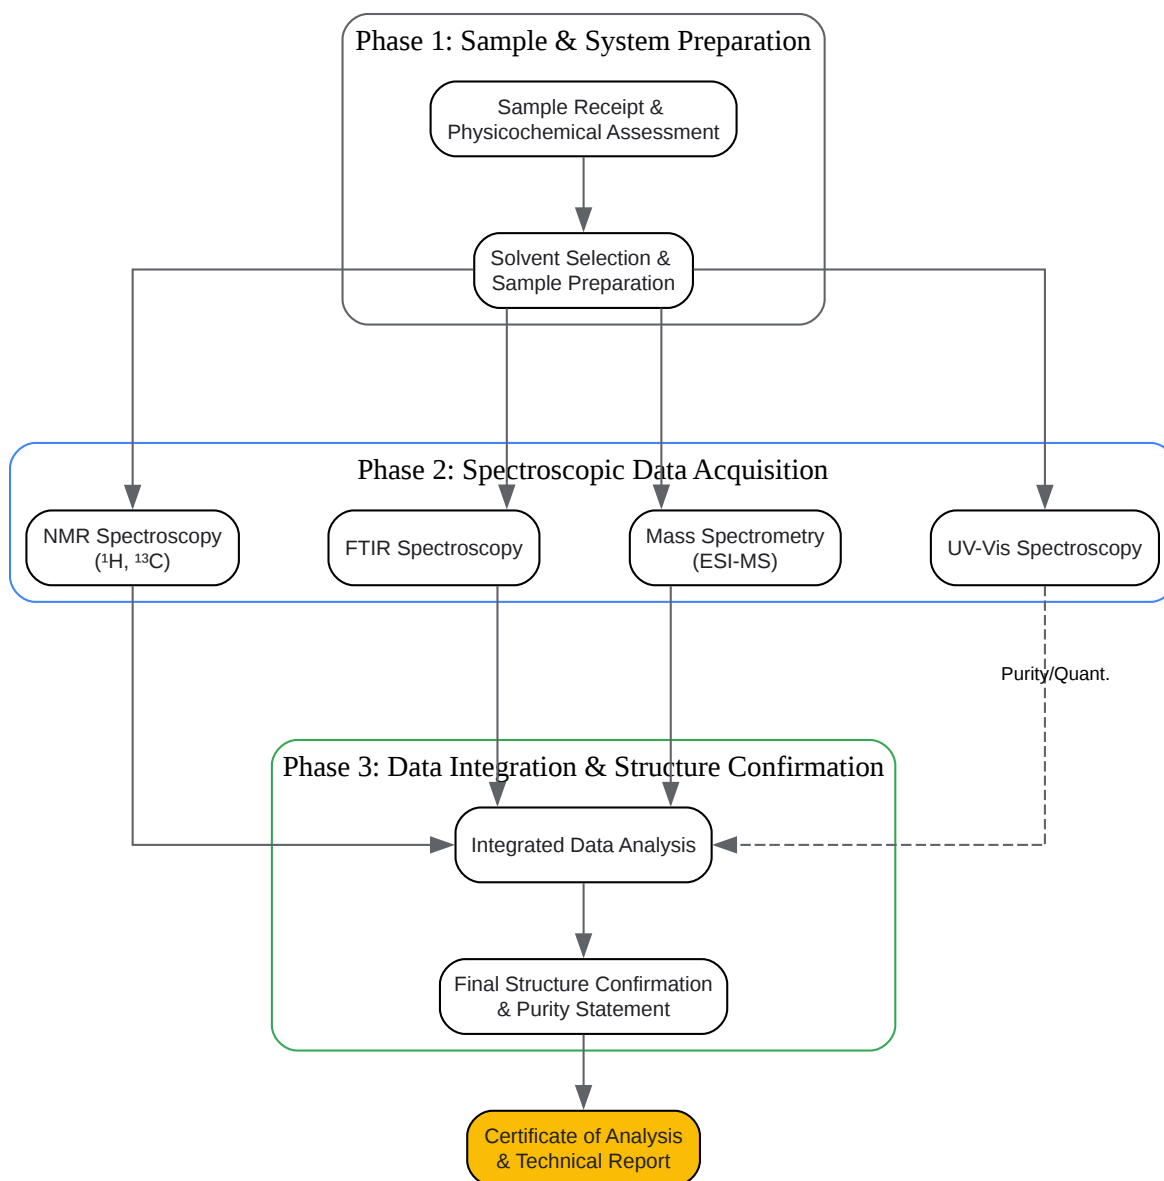 Phase 1: Sample & System Preparation
Sample Receipt &
Physicochemical Assessment
Solvent Selection &
Sample Preparation
Phase 2: Spectroscopic Data Acquisition
NMR Spectroscopy
(¹H, ¹³C)
FTIR Spectroscopy
Mass Spectrometry
(ESI-MS)
UV-Vis Spectroscopy
Purity/Quant.
Phase 3: Data Integration & Structure Confirmation
Integrated Data Analysis
Final Structure Confirmation
& Purity Statement
Certificate of Analysis
& Technical Report